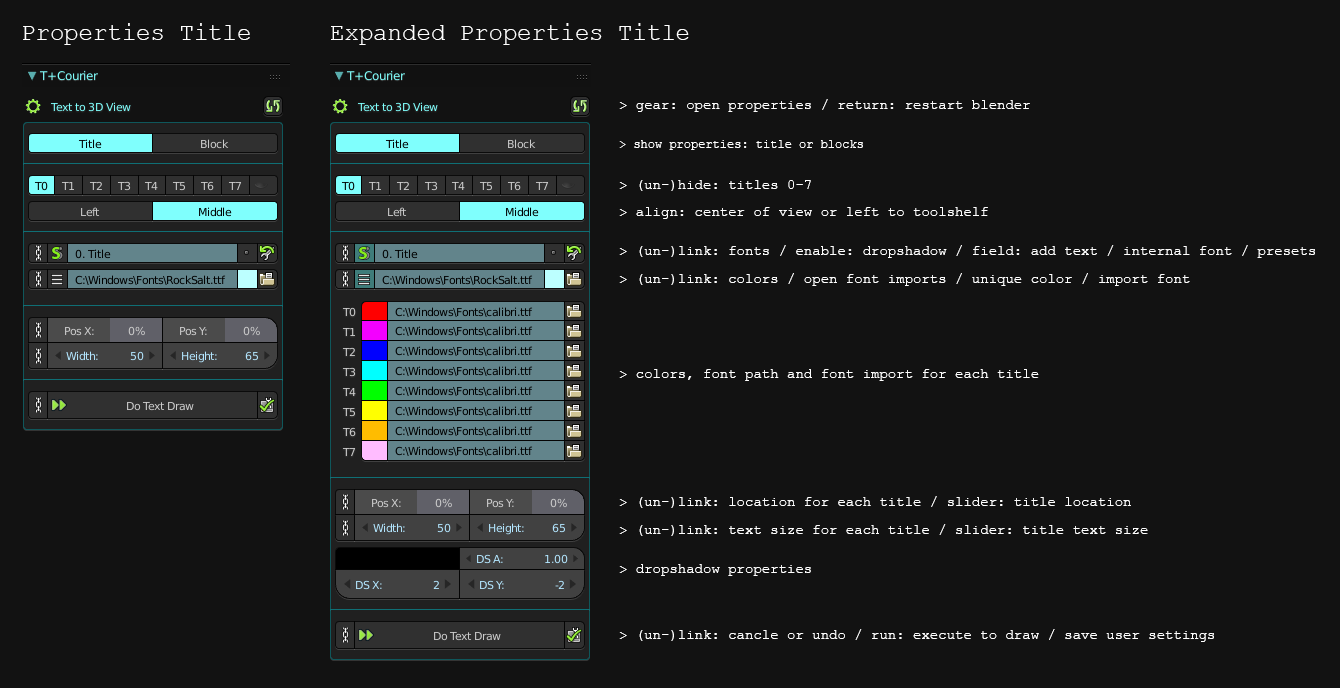 Properties Title
Expanded Properties Title
T+Courier
Text to 3D View
Title Block
T0 T1 T2 T3 T4 T5 T6 T7
Left Middle
0. Title
C:\Windows\Fonts\RockSalt.ttf
Pos X: 0% Pos Y: 0%
Width: 50 Height: 65
Do Text Draw
T+Courier
Text to 3D View
> gear: open properties / return: restart blender
Title Block
> show properties: title or blocks
T0 T1 T2 T3 T4 T5 T6 T7
> (un-)hide: titles 0-7
Left Middle
> align: center of view or left to toolshelf
0. Title
> (un-)link: fonts / enable: dropshadow / field: add text / internal font / presets
C:\Windows\Fonts\RockSalt.ttf
> (un-)link: colors / open font imports / unique color / import font
T0 C:\Windows\Fonts\calibri.ttf
T1 C:\Windows\Fonts\calibri.ttf
T2 C:\Windows\Fonts\calibri.ttf
T3 C:\Windows\Fonts\calibri.ttf
> colors, font path and font import for each title
T4 C:\Windows\Fonts\calibri.ttf
T5 C:\Windows\Fonts\calibri.ttf
T6 C:\Windows\Fonts\calibri.ttf
T7 C:\Windows\Fonts\calibri.ttf
Pos X: 0% Pos Y: 0%
> (un-)link: location for each title / slider: title location
Width: 50 Height: 65
> (un-)link: text size for each title / slider: title text size
DS A: 1.00
> dropshadow properties
DS X: 2 DS Y: -2
Do Text Draw
> (un-)link: cancle or undo / run: execute to draw / save user settings